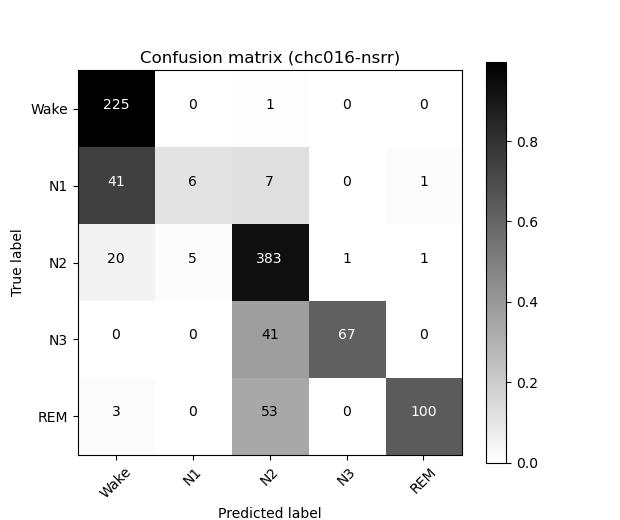 Confusion matrix (chc016-nsrr)
Wake 225 0 1 0 0
N1 41 6 7 0 1
N2 20 5 383 1 1
N3 0 0 41 67 0
REM 3 0 53 0 100
Wake N1 N2 N3 REM
Predicted label
True label
0.8
0.6
0.4
0.2
0.0